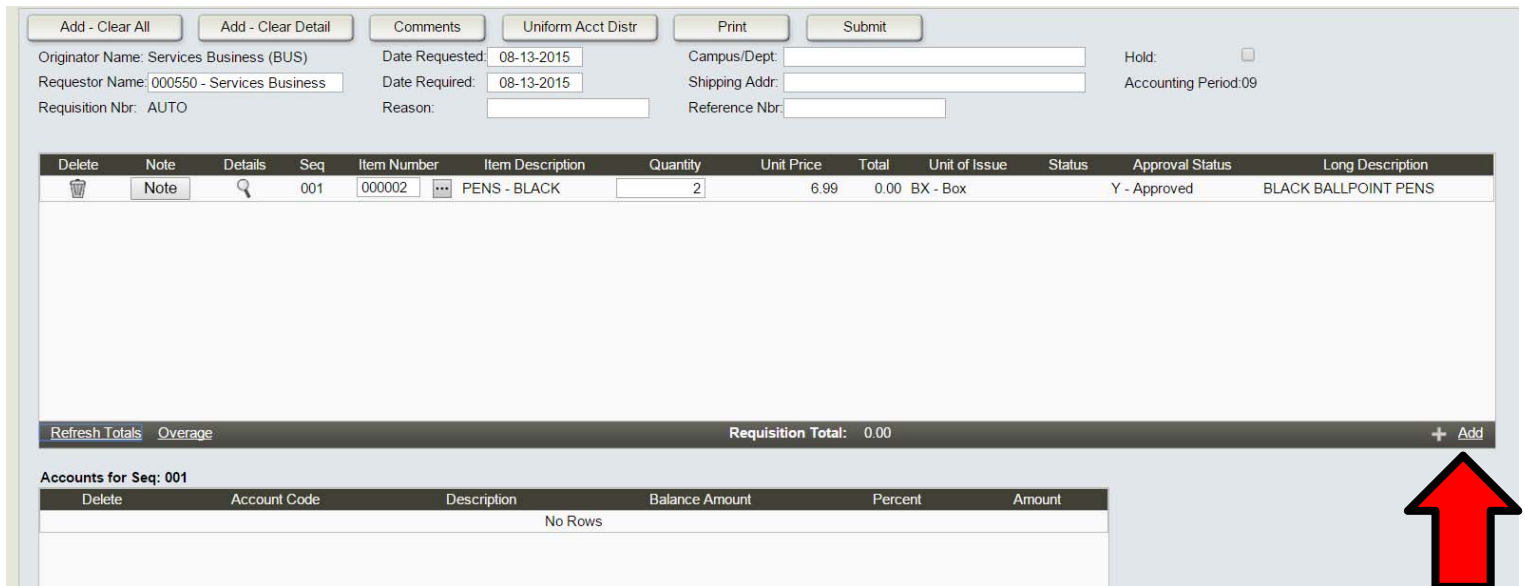 Add - Clear All Add - Clear Detail Comments Uniform Acct Distr Print Submit
Originator Name: Services Business (BUS) Date Requested: 08-13-2015 Campus/Dept: Hold:
Requestor Name: 000550 - Services Business Date Required: 08-13-2015 Shipping Addr: Accounting Period:09
Requisition Nbr: AUTO Reason: Reference Nbr:
Delete Note Details Seq Item Number Item Description Quantity Unit Price Total Unit of Issue Status Approval Status Long Description
Note 001 000002 ... PENS - BLACK 2 6.99 0.00 BX - Box Y - Approved BLACK BALLPOINT PENS
Refresh Totals Overage Requisition Total: 0.00 + Add
Accounts for Seq: 001
Delete Account Code Description Balance Amount Percent Amount
No Rows